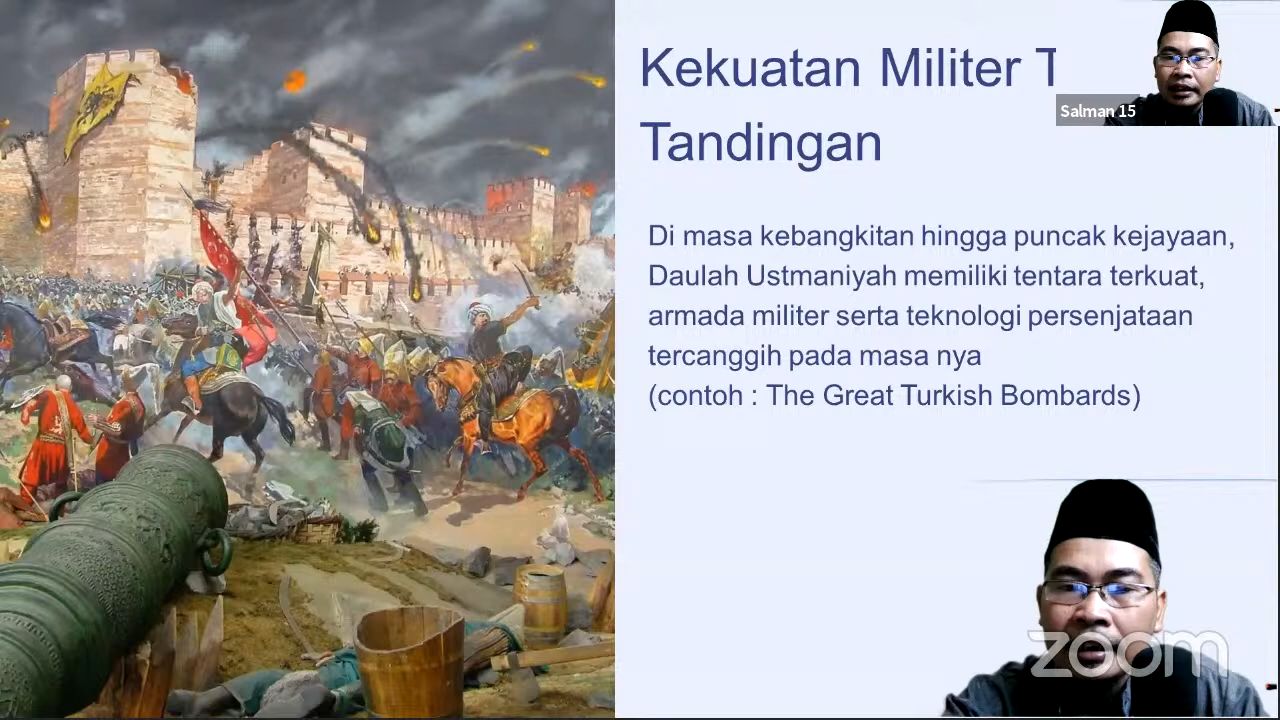 Kekuatan Militer T
Tandingan
Salman 15
Di masa kebangkitan hingga puncak kejayaan,
Daulah Ustmaniyah memiliki tentara terkuat,
armada militer serta teknologi persenjataan
tercanggih pada masa nya
(contoh : The Great Turkish Bombards)
zoom